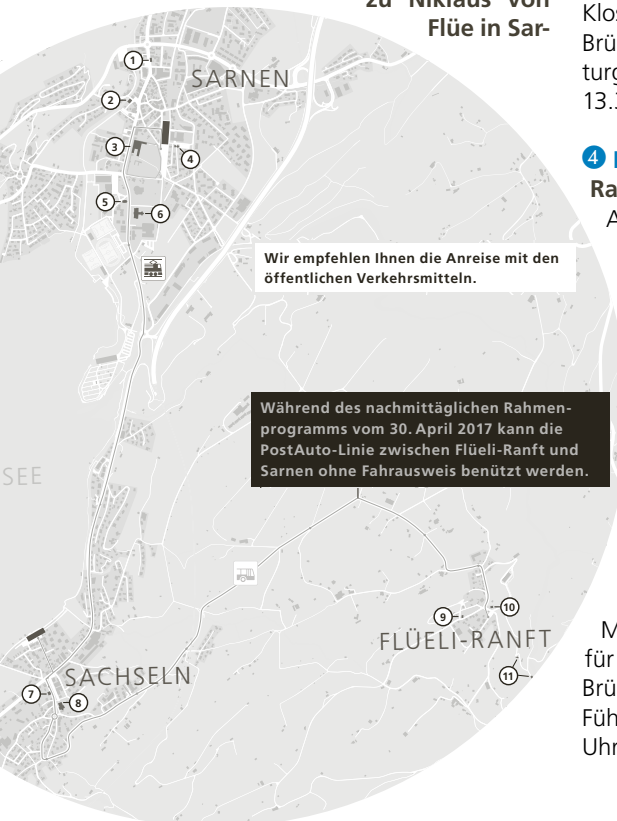 zu Niklaus von
Flüe in Sar-
Klos
Brü
turg
13.3
4
Ra
A
1
SARNEN
2
3
4
5
6
Wir empfehlen Ihnen die Anreise mit den
öffentlichen Verkehrsmitteln.
Während des nachmittäglichen Rahmen-
programms vom 30. April 2017 kann die
PostAuto-Linie zwischen Flüeli-Ranft und
Sarnen ohne Fahrausweis benützt werden.
SEE
9
10
FLÜELI-RANFT
11
SACHSELN
7
8
M
für
Brü
Füh
Uhr